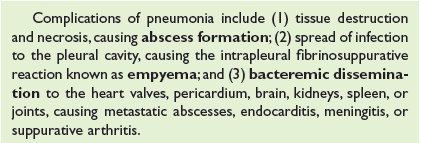 Complications of pneumonia include (1) tissue destruction
and necrosis, causing abscess formation; (2) spread of infection
to the pleural cavity, causing the intrapleural fibrinosuppurative
reaction known as empyema; and (3) bacteremic dissemina-
tion to the heart valves, pericardium, brain, kidneys, spleen, or
joints, causing metastatic abscesses, endocarditis, meningitis, or
suppurative arthritis.